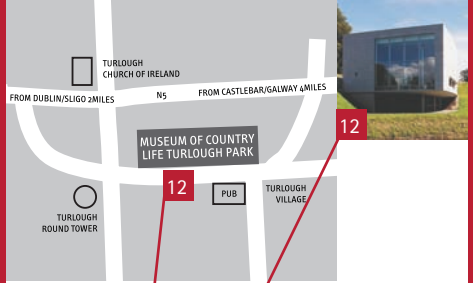 TURLOUGH
CHURCH OF IRELAND
FROM DUBLIN/SLIGO 2MILES
N5
FROM CASTLEBAR/GALWAY 4MILES
12
MUSEUM OF COUNTRY
LIFE TURLOUGH PARK
12
PUB
TURLOUGH
VILLAGE
TURLOUGH
ROUND TOWER